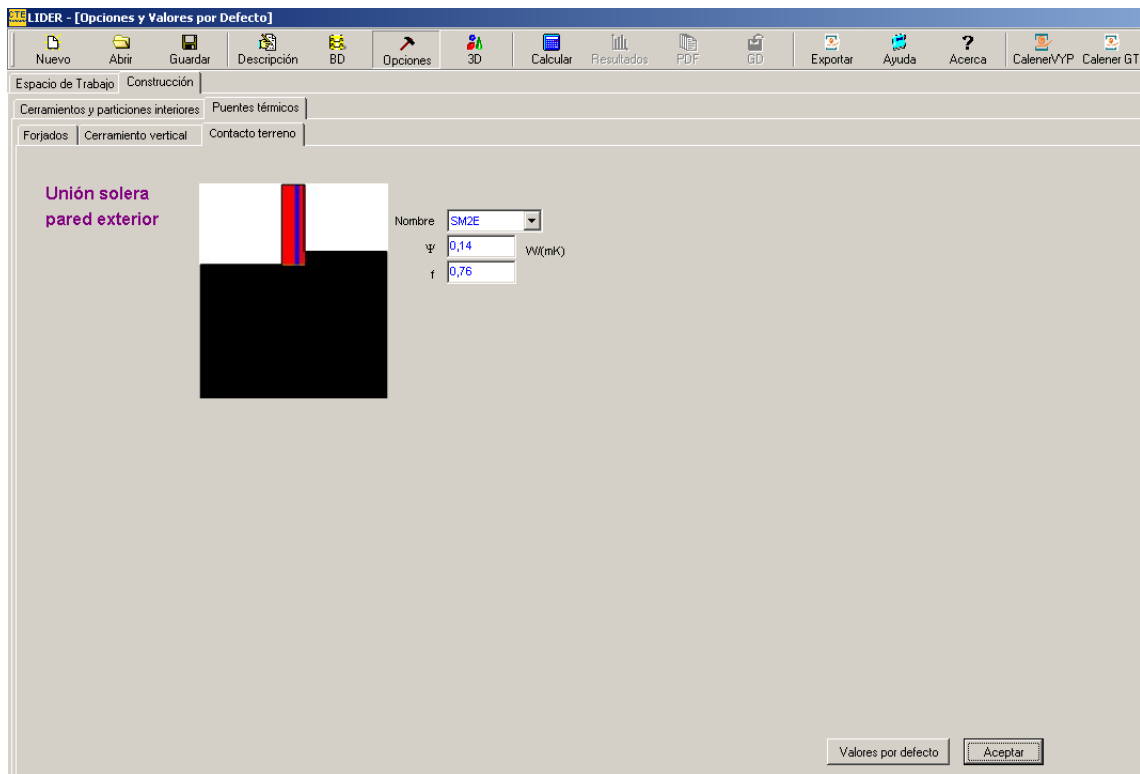 CTE LIDER - [Opciones y Valores por Defecto]
Nuevo Abrir Guardar Descripción BD Opciones 3D Calcular Resultados PDF GD Exportar Ayuda Acerca CalenerVYP Calener GT
Espacio de Trabajo Construcción
Cerramientos y particiones interiores Puentes térmicos
Forjados Cerramiento vertical Contacto terreno
Unión solera
pared exterior
Nombre SM2E
Ψ 0,14 W/(mK)
f 0,76
Valores por defecto Aceptar